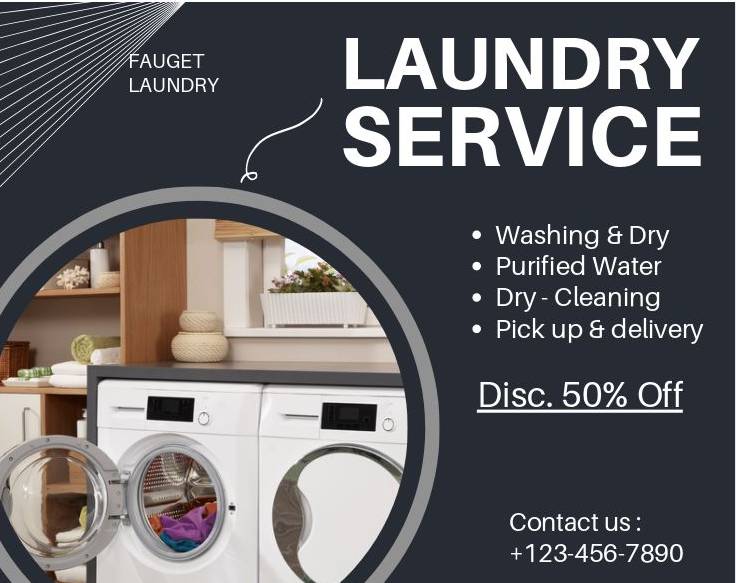 FAUGET
LAUNDRY
LAUNDRY
SERVICE
• Washing & Dry
• Purified Water
• Dry - Cleaning
• Pick up & delivery
Disc. 50% Off
Contact us :
+123-456-7890